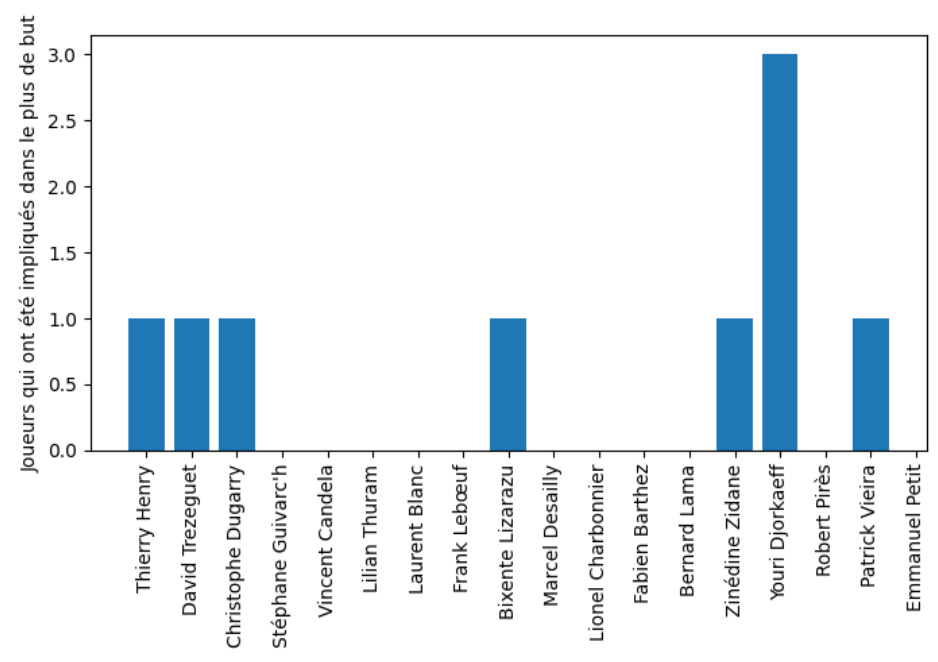 Joueurs qui ont été impliqués dans le plus de but
3.0
2.5
2.0
1.5
1.0
0.5
0.0
Thierry Henry
David Trezeguet
Christophe Dugarry
Stéphane Guivarc'h
Vincent Candela
Lilian Thuram
Laurent Blanc
Frank Lebœuf
Bixente Lizarazu
Marcel Desailly
Lionel Charbonnier
Fabien Barthez
Bernard Lama
Zinédine Zidane
Youri Djorkaeff
Robert Pirès
Patrick Vieira
Emmanuel Petit